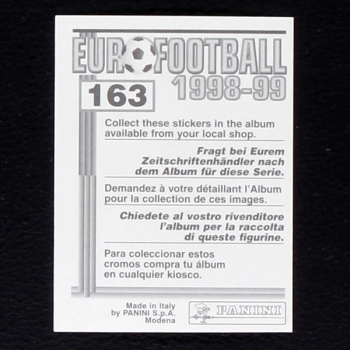 EUROFOOTBALL
1998-99
163
Collect these stickers in the album
available from your local shop.
Fragt bei Eurem
Zeitschriftenhändler nach
dem Album für diese Serie.
Demandez à votre détaillant l'Album
pour la collection de ces images.
Chiedete al vostro rivenditore
l'album per la raccolta
di queste figurine.
Para coleccionar estos
cromos compra tu álbum
en cualquier kiosco.
Made in Italy
by PANINI S.p.A.
Modena
PANINI